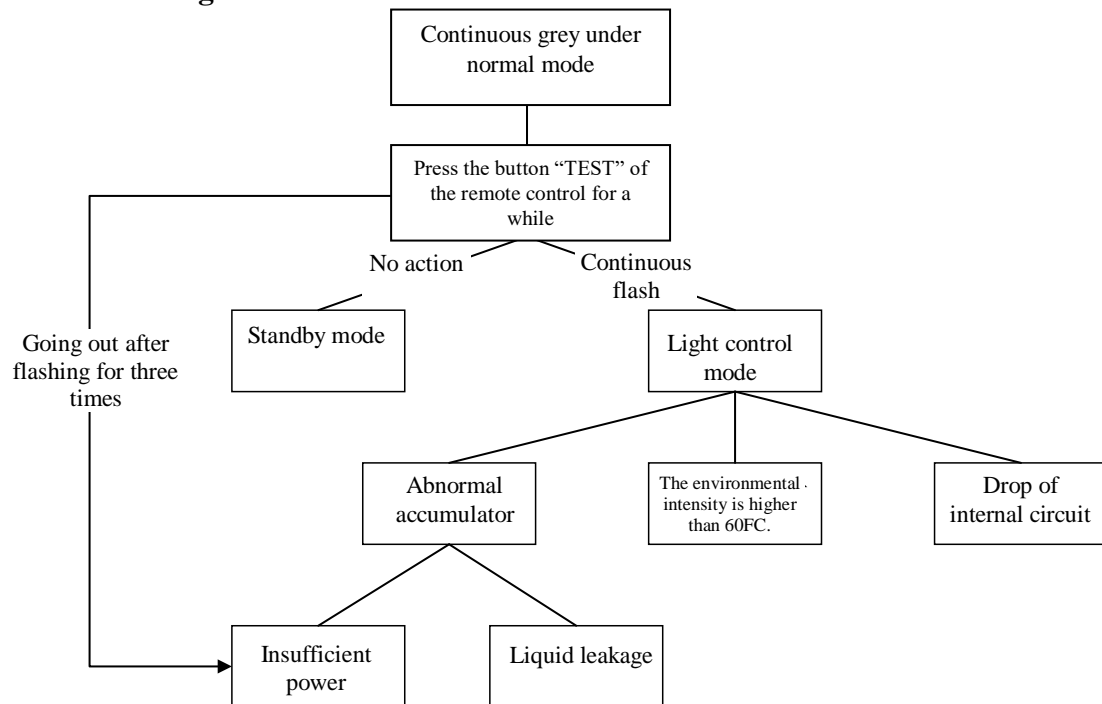 Continuous grey under
normal mode
Press the button “TEST” of
the remote control for a
while
No action
Continuous
flash
Going out after
flashing for three
times
Standby mode
Light control
mode
Abnormal
accumulator
The environmental
intensity is higher
than 60FC.
Drop of
internal circuit
Insufficient
power
Liquid leakage